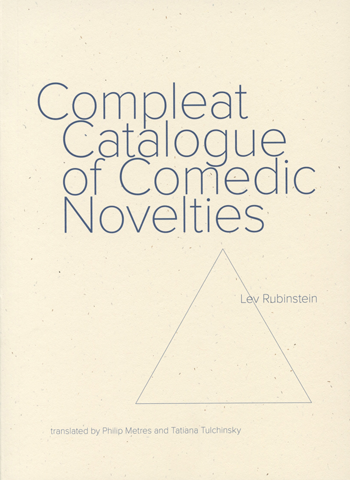 Compleat
Catalogue
of Comedic
Novelties
Lev Rubinstein
translated by Philip Metres and Tatiana Tulchinsky